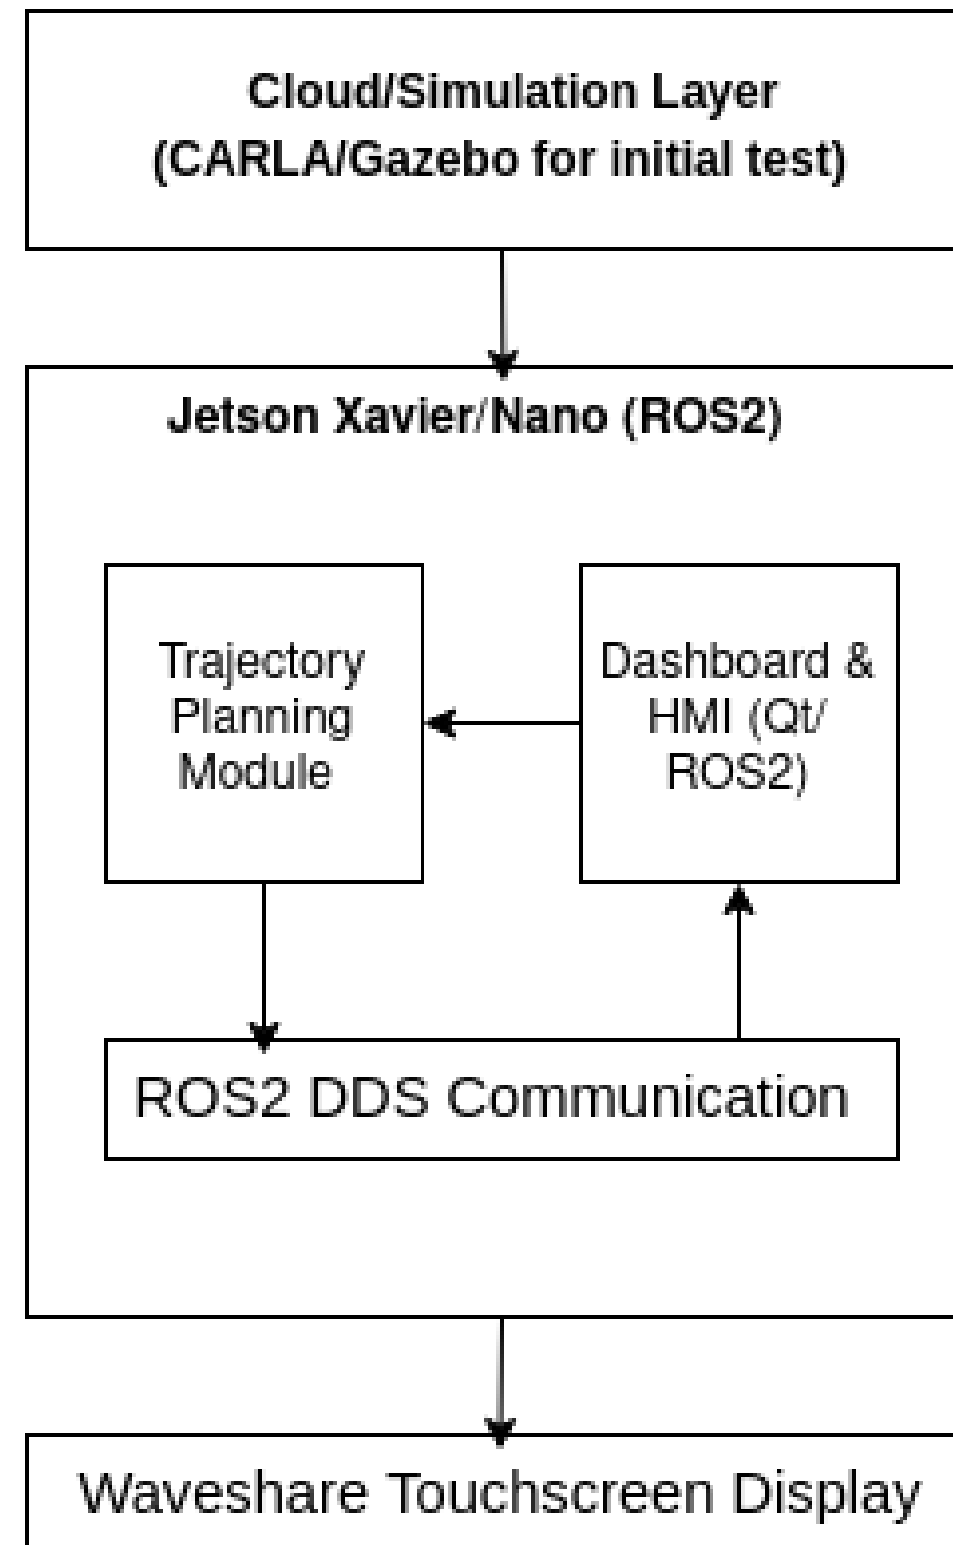 Cloud/Simulation Layer
(CARLA/Gazebo for initial test)
Jetson Xavier/Nano (ROS2)
Trajectory
Planning
Module
Dashboard &
HMI (Qt/
ROS2)
ROS2 DDS Communication
Waveshare Touchscreen Display